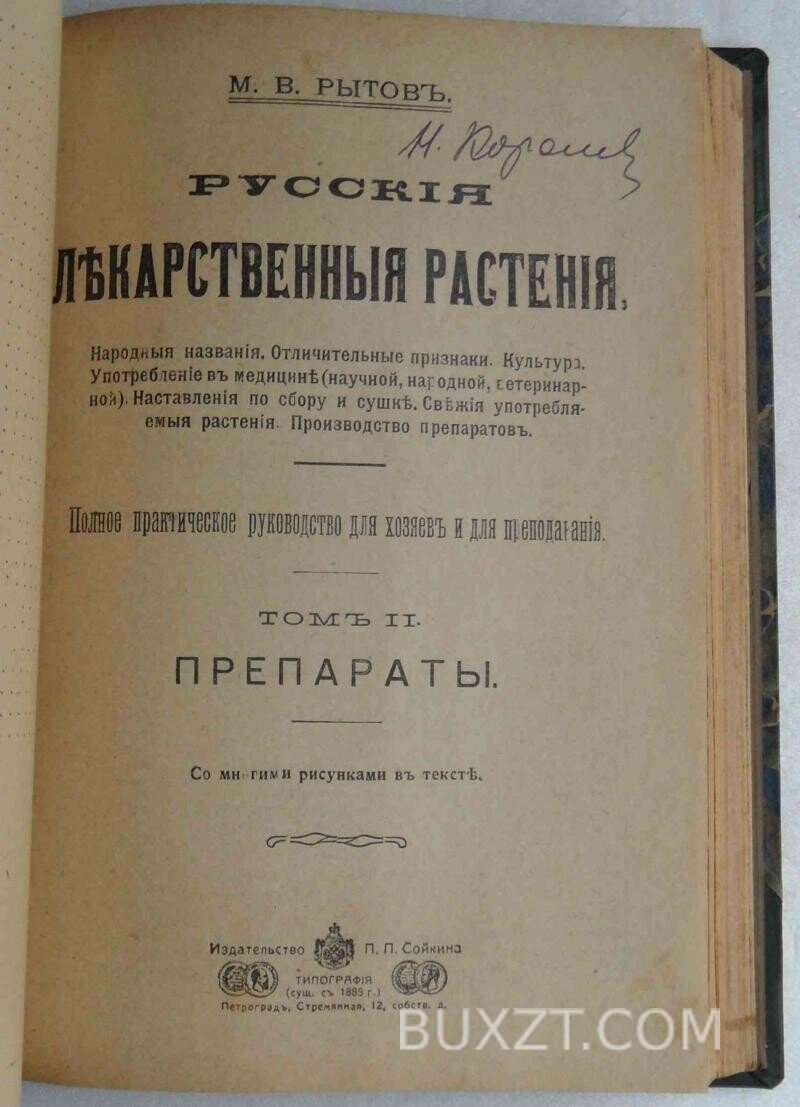 М. В. РЫТОВЪ.
РУССКІЯ
ЛѢКАРСТВЕННЫЯ РАСТЕНІЯ,
Народныя названія. Отличительные признаки. Культура.
Употребленіе въ медицинѣ (научной, народной, ветеринар-
ной). Наставленія по сбору и сушкѣ. Свѣжія употребля-
емыя растенія. Производство препаратовъ.
Полное практическое руководство для хозяевъ и для преподаванія.
ТОМЪ II.
ПРЕПАРАТЫ.
Со многими рисунками въ текстѣ.
Издательство П. П. Сойкина
ТИПОГРАФІЯ
(сущ. съ 1885 г.)
Петроградъ, Стремянная, 12, собств. д.
BUXZT.COM